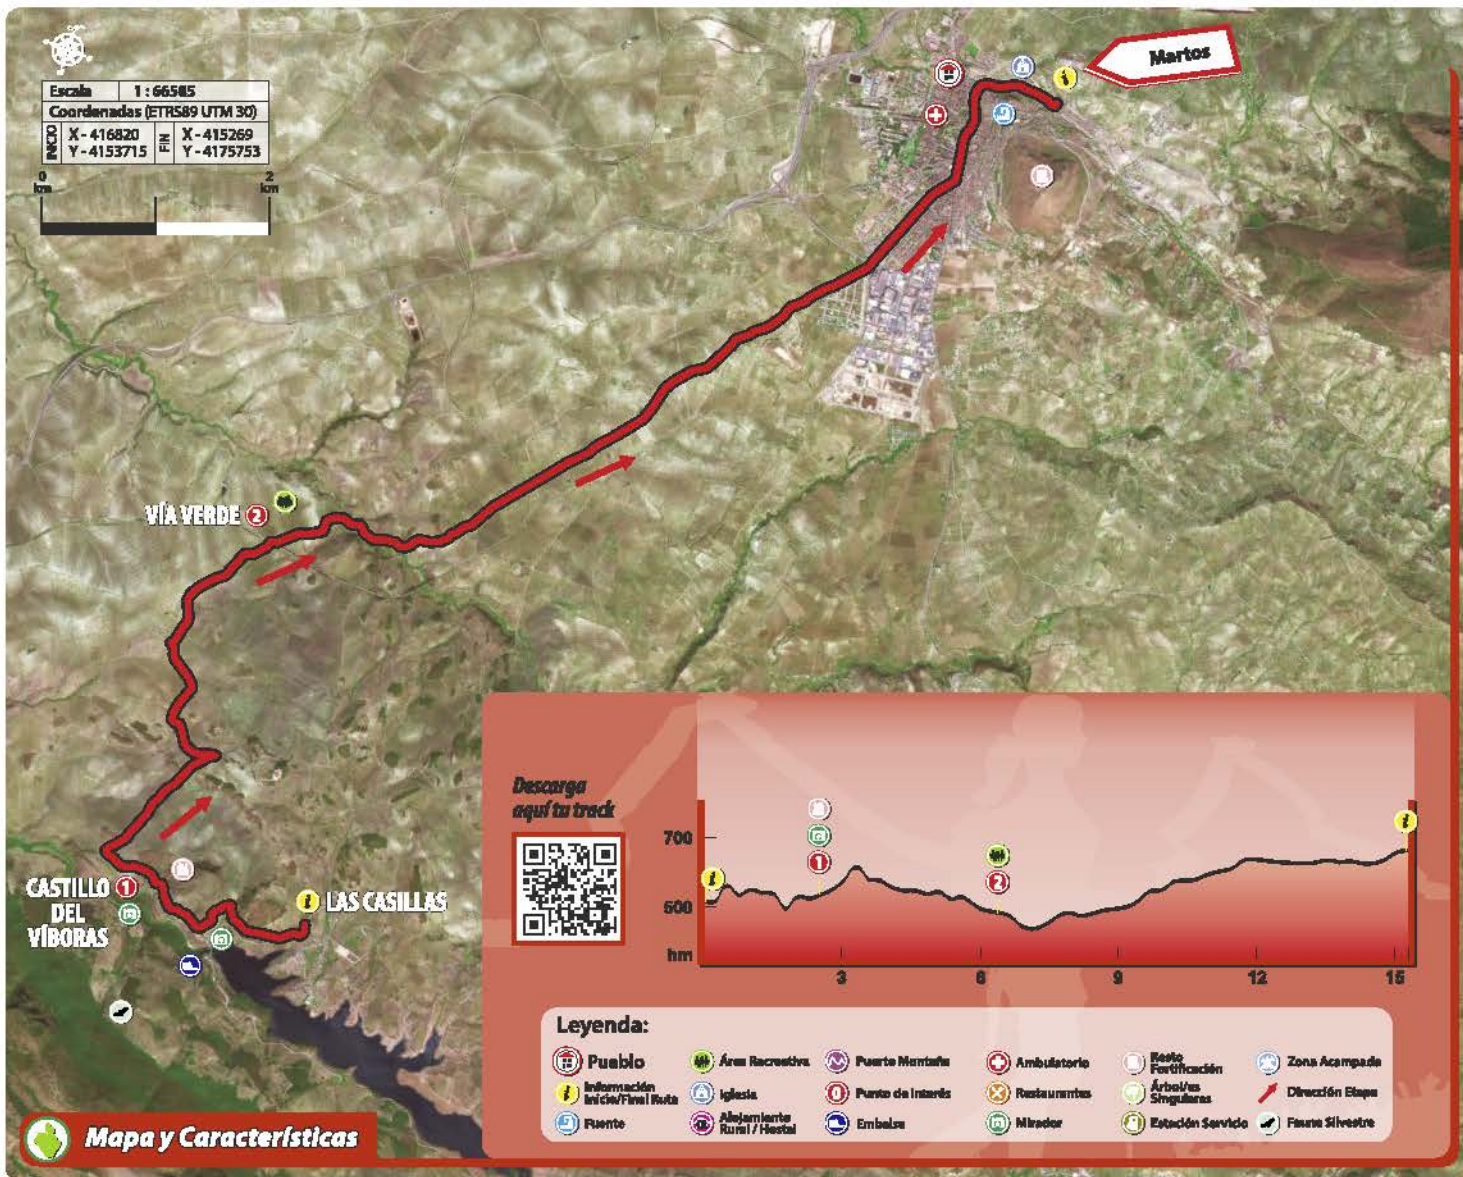 Martos
Escala 1 : 66585
Coordenadas (ETRS89 UTM 30)
INICIO X - 416820 FIN X - 415269
Y - 4153715 Y - 4175753
0 2
km km
VÍA VERDE 2
CASTILLO 1
DEL
VÍBORAS
LAS CASILLAS
Descarga
aquí tu track
700
500
hm
1
2
3 6 9 12 15
Leyenda:
Pueblo
Área Recreativa
Puerto Montaña
Ambulatorio
Resto
Fortificación
Zona Acampada
Información
Inicio/Final Ruta
Iglesia
Punto de Interés
Restaurantes
Árbol/es
Singulares
Dirección Etapa
Fuente
Alojamiento
Rural / Hostal
Embalse
Mirador
Estación Servicio
Fauna Silvestre
Mapa y Características